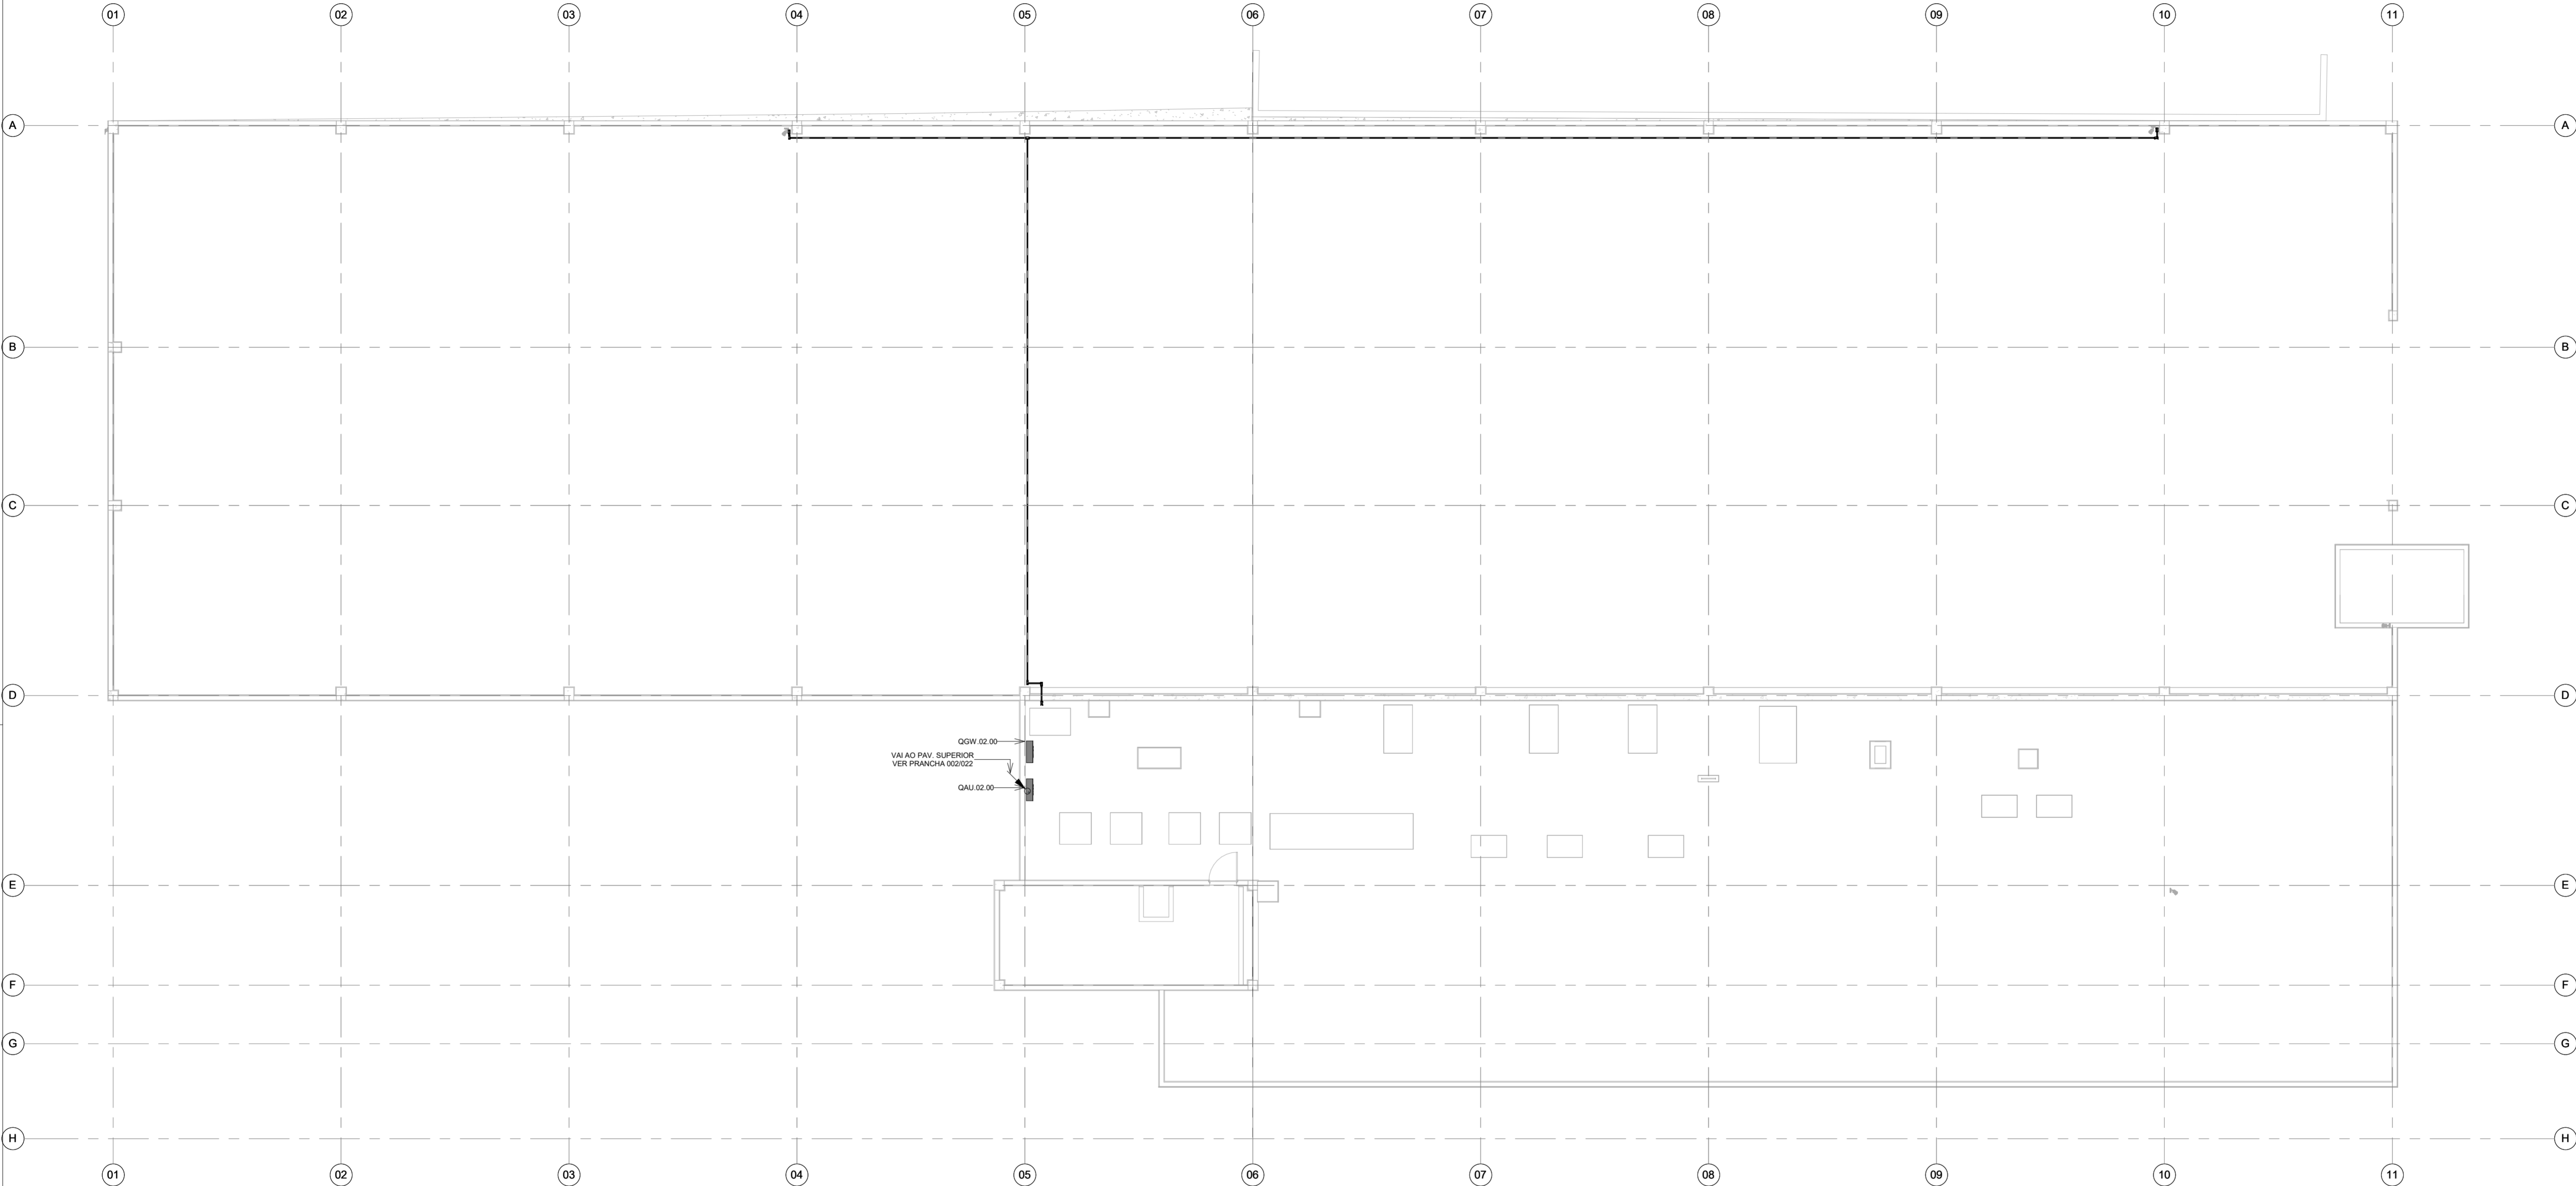 01 02 03 04 05 06 07 08 09 10 11
A A
B B
C C
D D
QGW.02.00
VAI AO PAV. SUPERIOR
VER PRANCHA 002/022
QAU.02.00
E E
F F
G G
H H
01 02 03 04 05 06 07 08 09 10 11